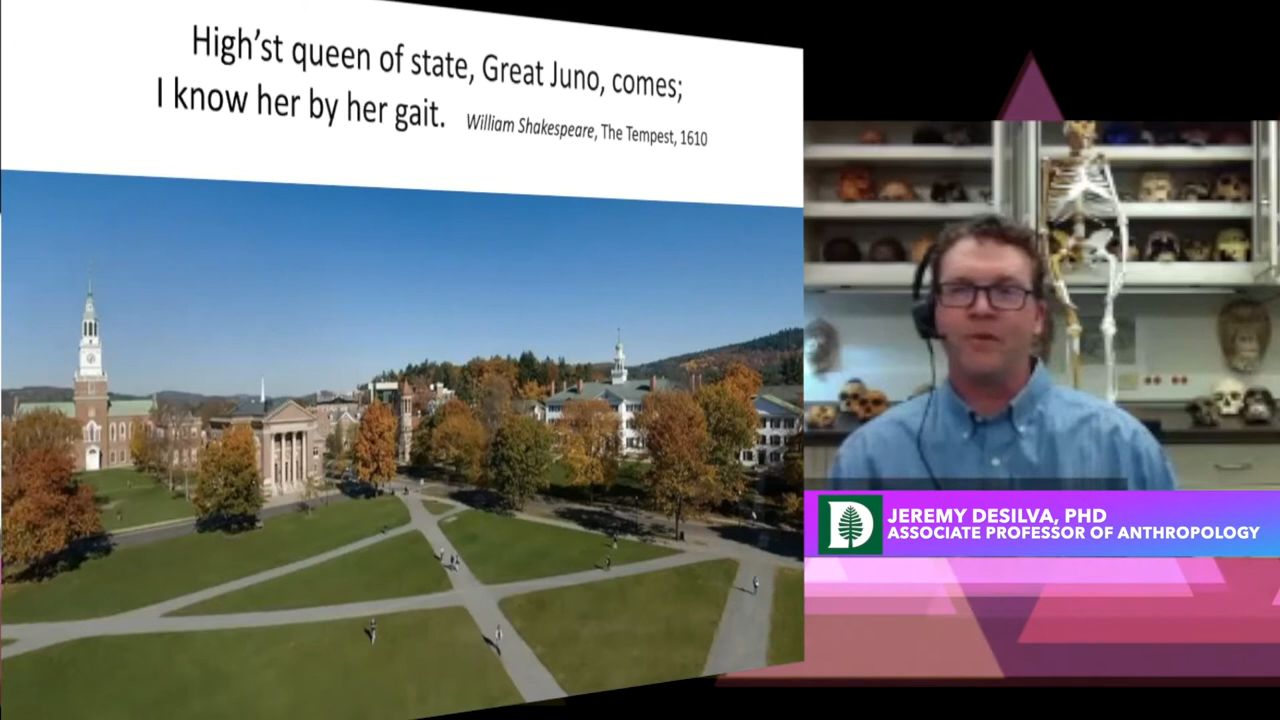 High’st queen of state, Great Juno, comes;
I know her by her gait. William Shakespeare, The Tempest, 1610
D
JEREMY DESILVA, PHD
ASSOCIATE PROFESSOR OF ANTHROPOLOGY